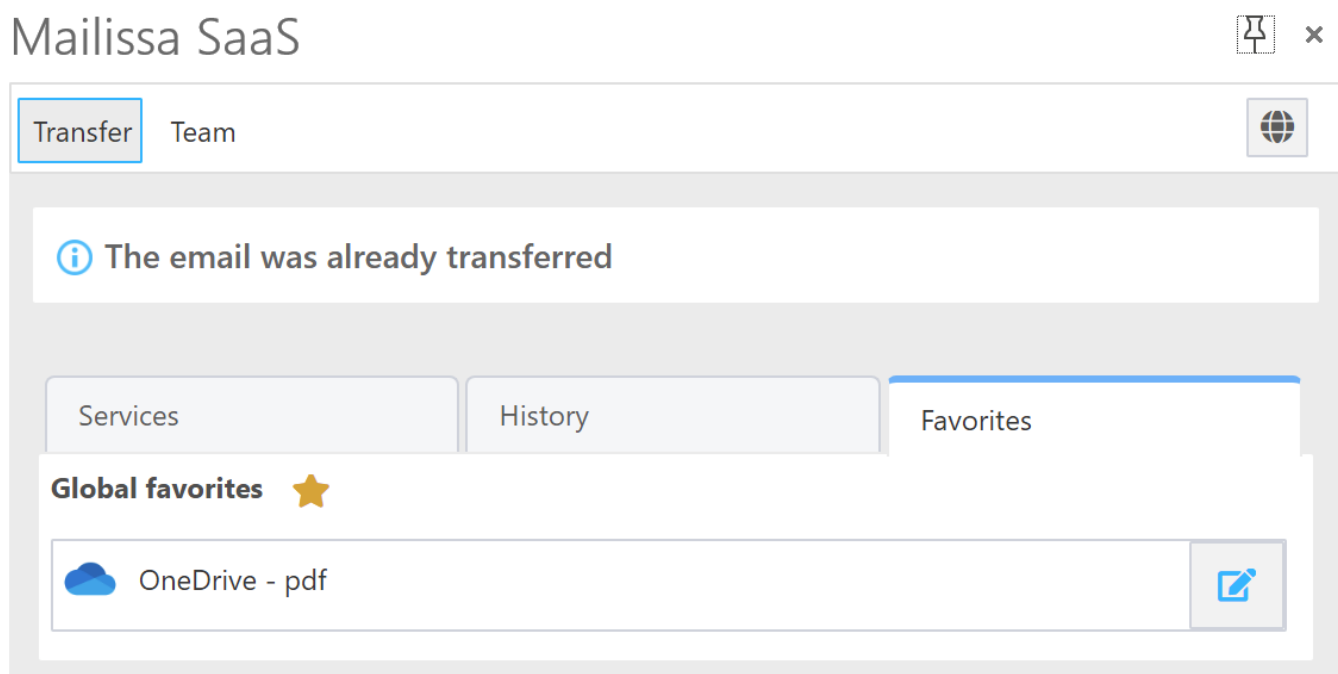 Mailissa SaaS
Transfer Team
The email was already transferred
Services History Favorites
Global favorites
OneDrive - pdf